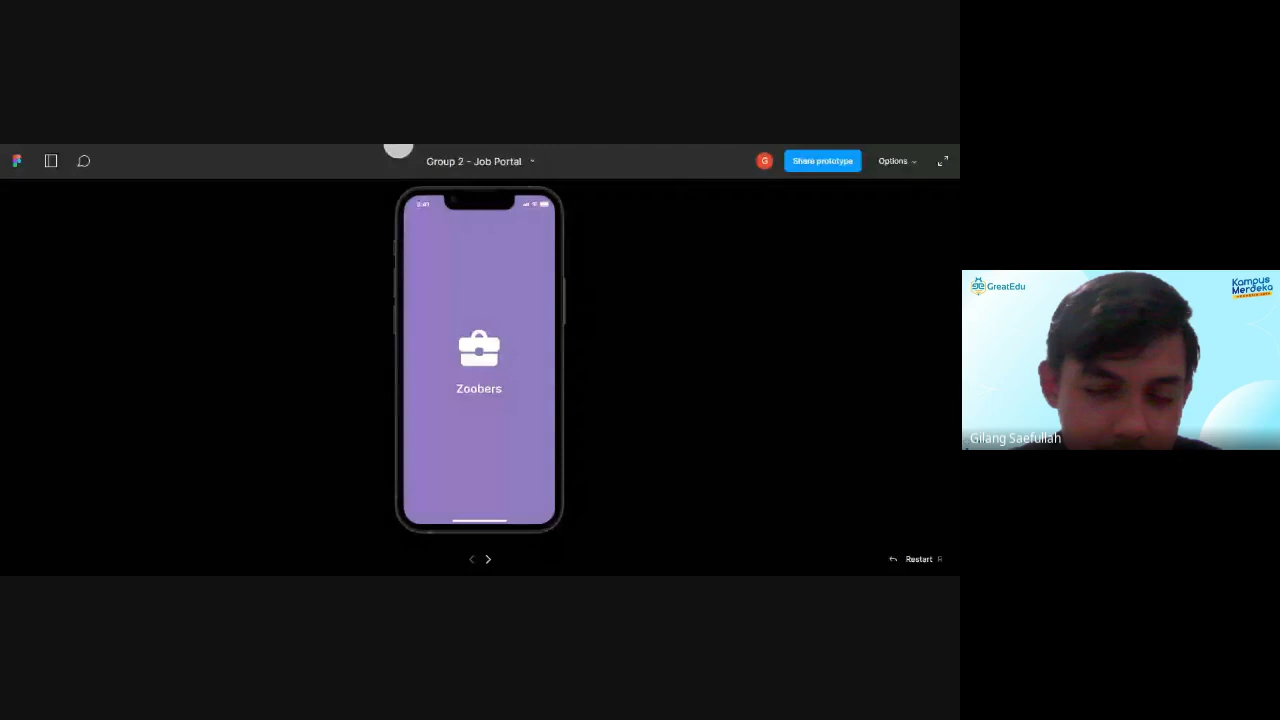 Group 2 - Job Portal
G
Share prototype
Options
Zoobers
Restart R
GreatEdu
Kampus
Merdeka
Gilang Saefullah